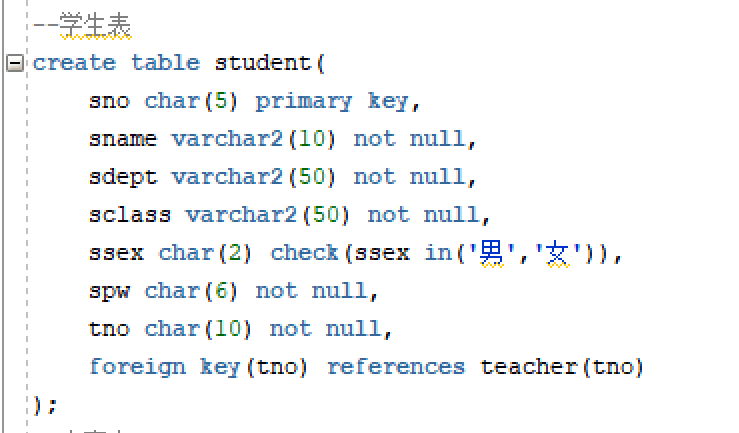 --学生表
create table student(
sno char(5) primary key,
sname varchar2(10) not null,
sdept varchar2(50) not null,
sclass varchar2(50) not null,
ssex char(2) check(ssex in('男','女')),
spw char(6) not null,
tno char(10) not null,
foreign key(tno) references teacher(tno)
);